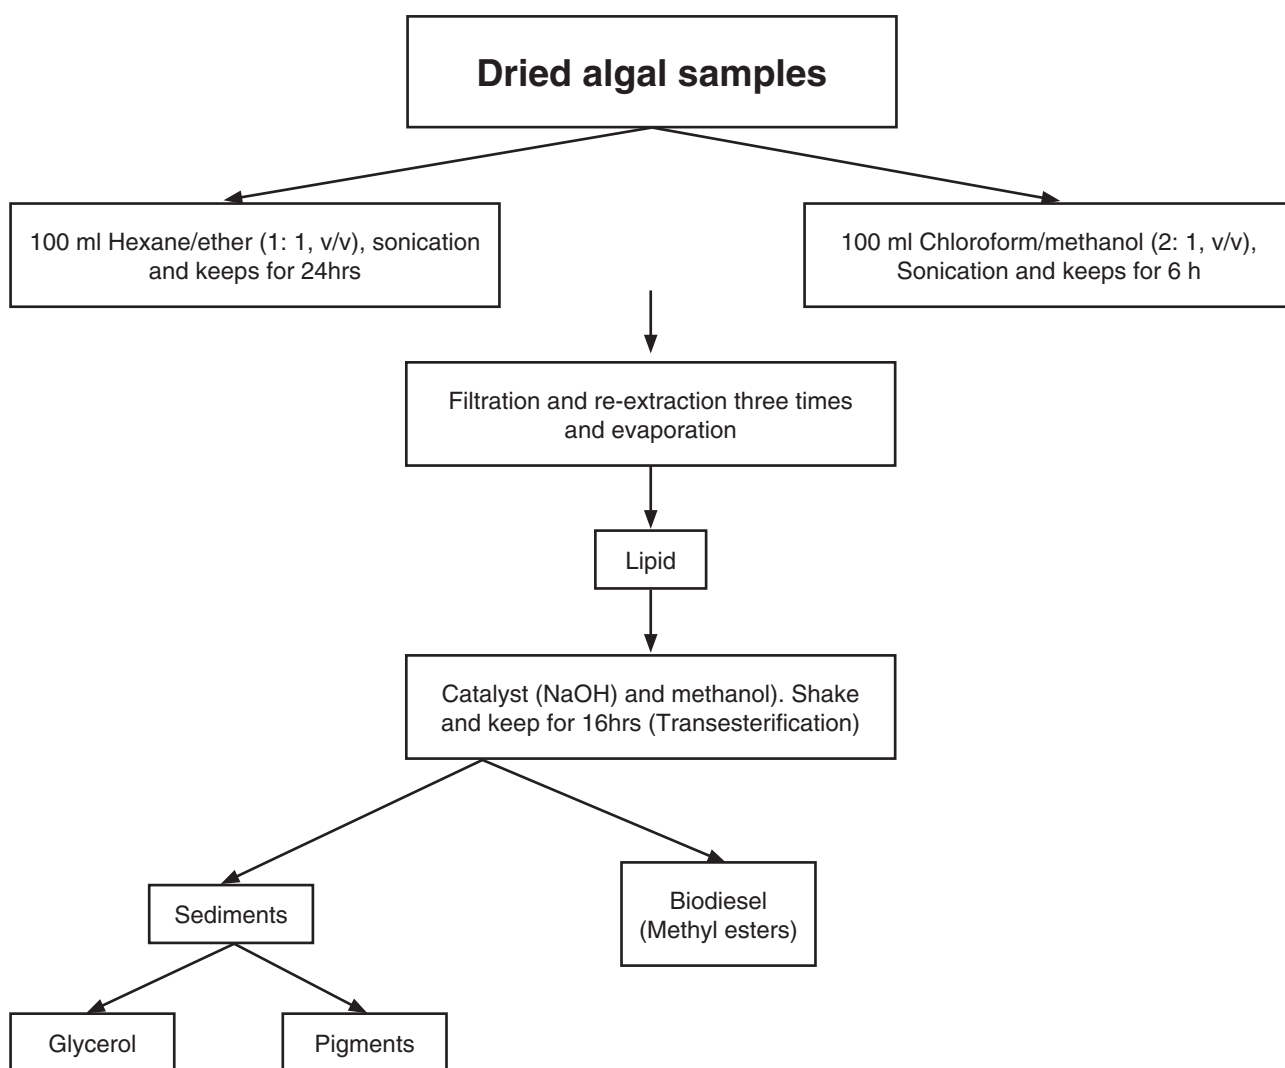 Dried algal samples
100 ml Hexane/ether (1: 1, v/v), sonication
and keeps for 24hrs
100 ml Chloroform/methanol (2: 1, v/v),
Sonication and keeps for 6 h
Filtration and re-extraction three times
and evaporation
Lipid
Catalyst (NaOH) and methanol). Shake
and keep for 16hrs (Transesterification)
Sediments
Biodiesel
(Methyl esters)
Glycerol
Pigments